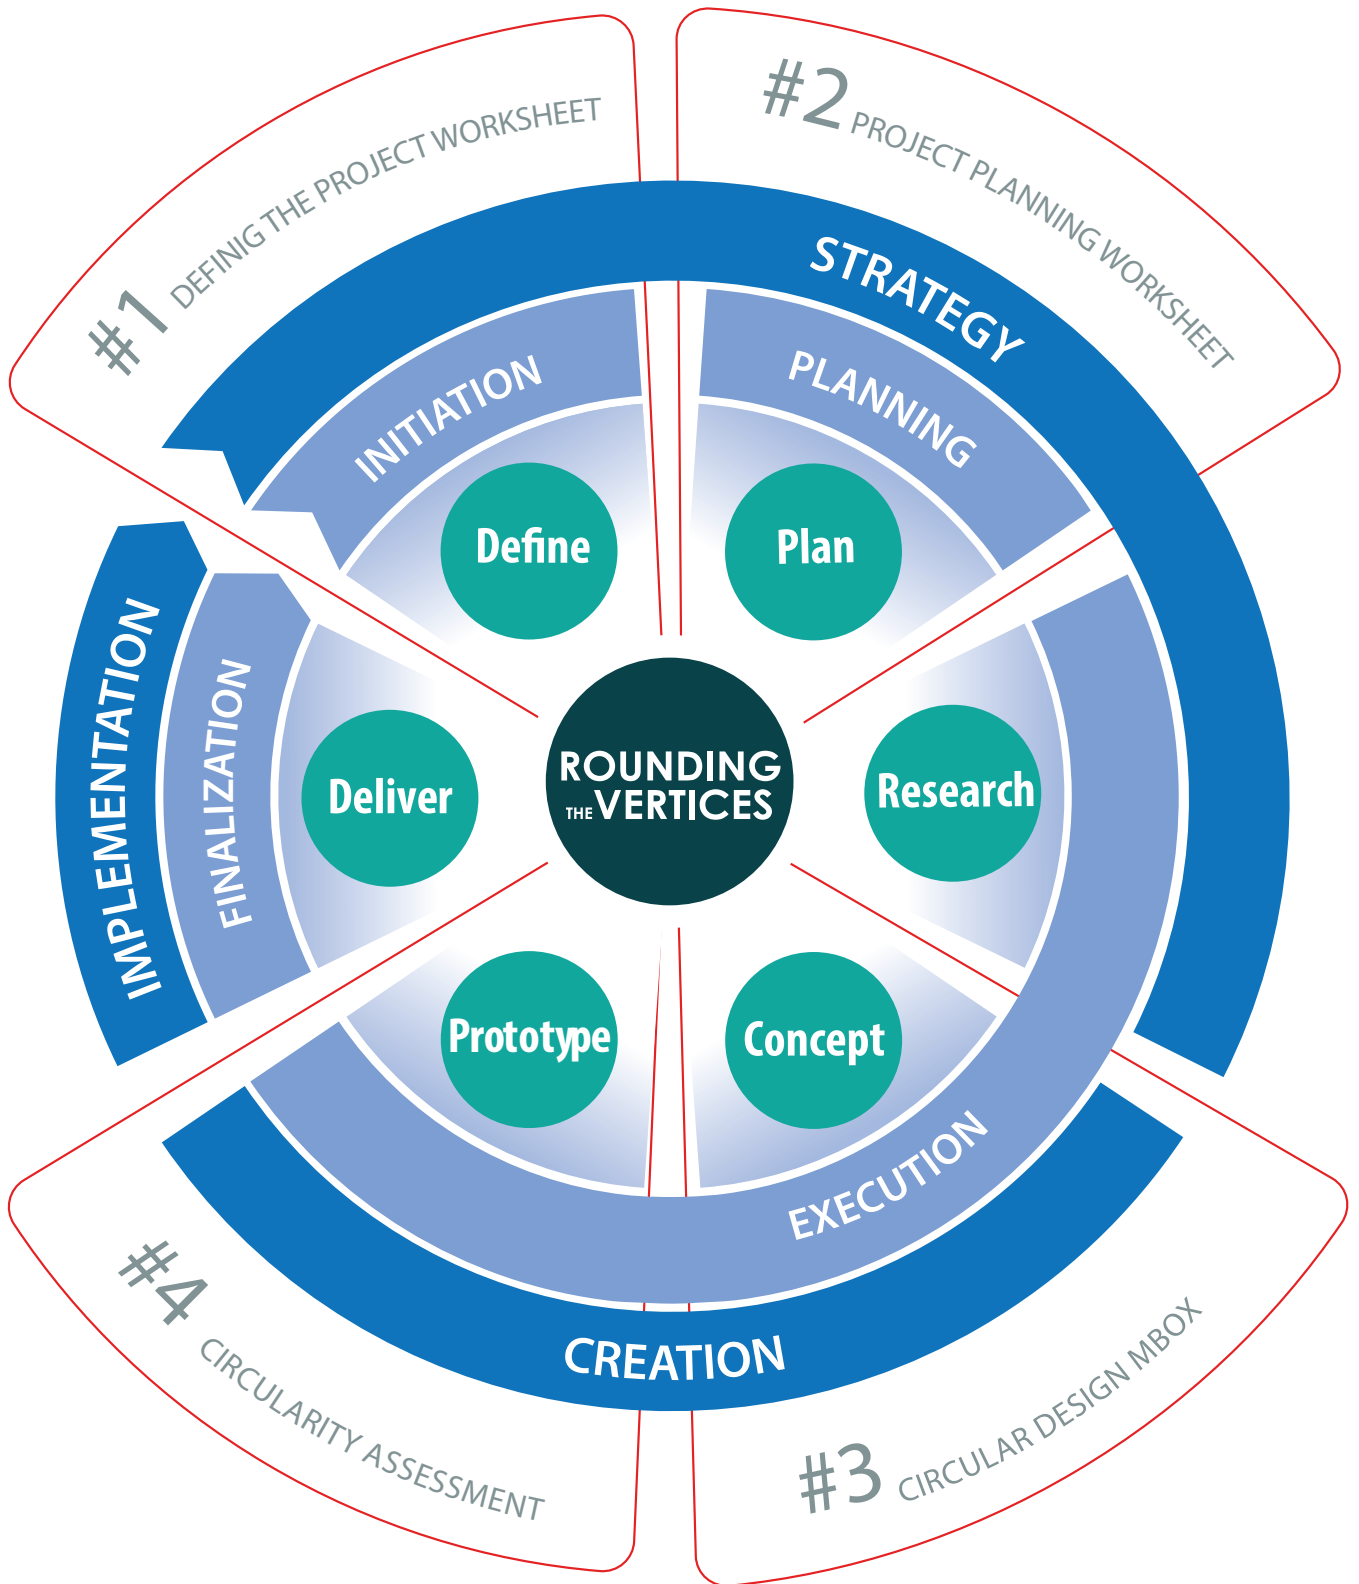 #1 DEFINIG THE PROJECT WORKSHEET
#2 PROJECT PLANNING WORKSHEET
STRATEGY
INITIATION
PLANNING
Define
Plan
IMPLEMENTATION
FINALIZATION
Deliver
ROUNDING
THE VERTICES
Research
Prototype
Concept
EXECUTION
CREATION
#4 CIRCULARITY ASSESSMENT
#3 CIRCULAR DESIGN MBOX